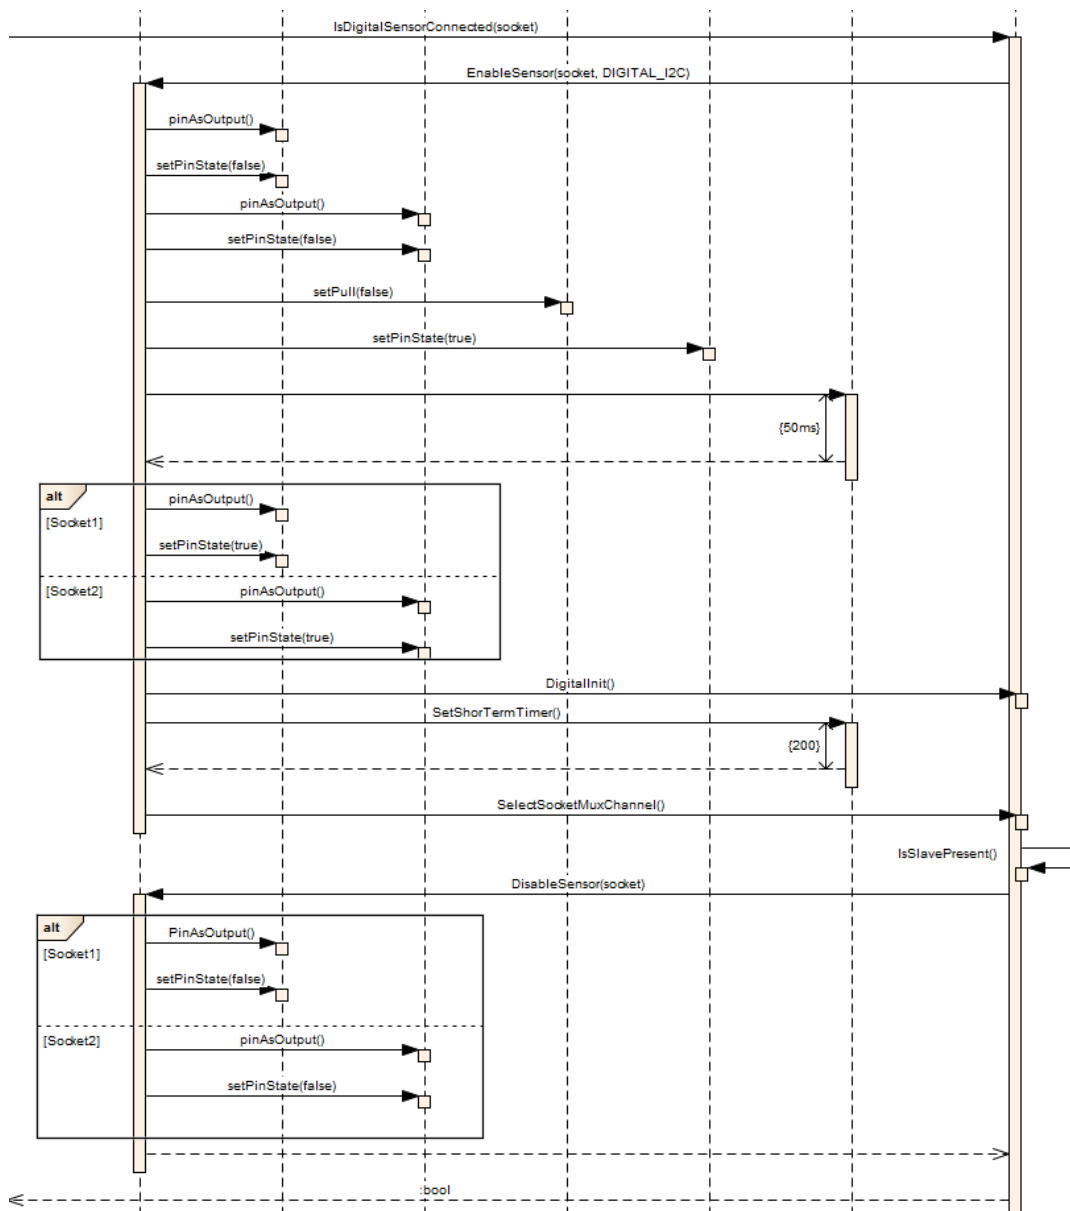 IsDigitalSensorConnected(socket)
EnableSensor(socket, DIGITAL_I2C)
pinAsOutput()
setPinState(false)
pinAsOutput()
setPinState(false)
setPull(false)
setPinState(true)
{50ms}
alt
pinAsOutput()
[Socket1]
setPinState(true)
[Socket2]
pinAsOutput()
setPinState(true)
DigitalInit()
SetShorTermTimer()
{200}
SelectSocketMuxChannel()
IsSlavePresent()
DisableSensor(socket)
alt
PinAsOutput()
[Socket1]
setPinState(false)
[Socket2]
pinAsOutput()
setPinState(false)
:bool